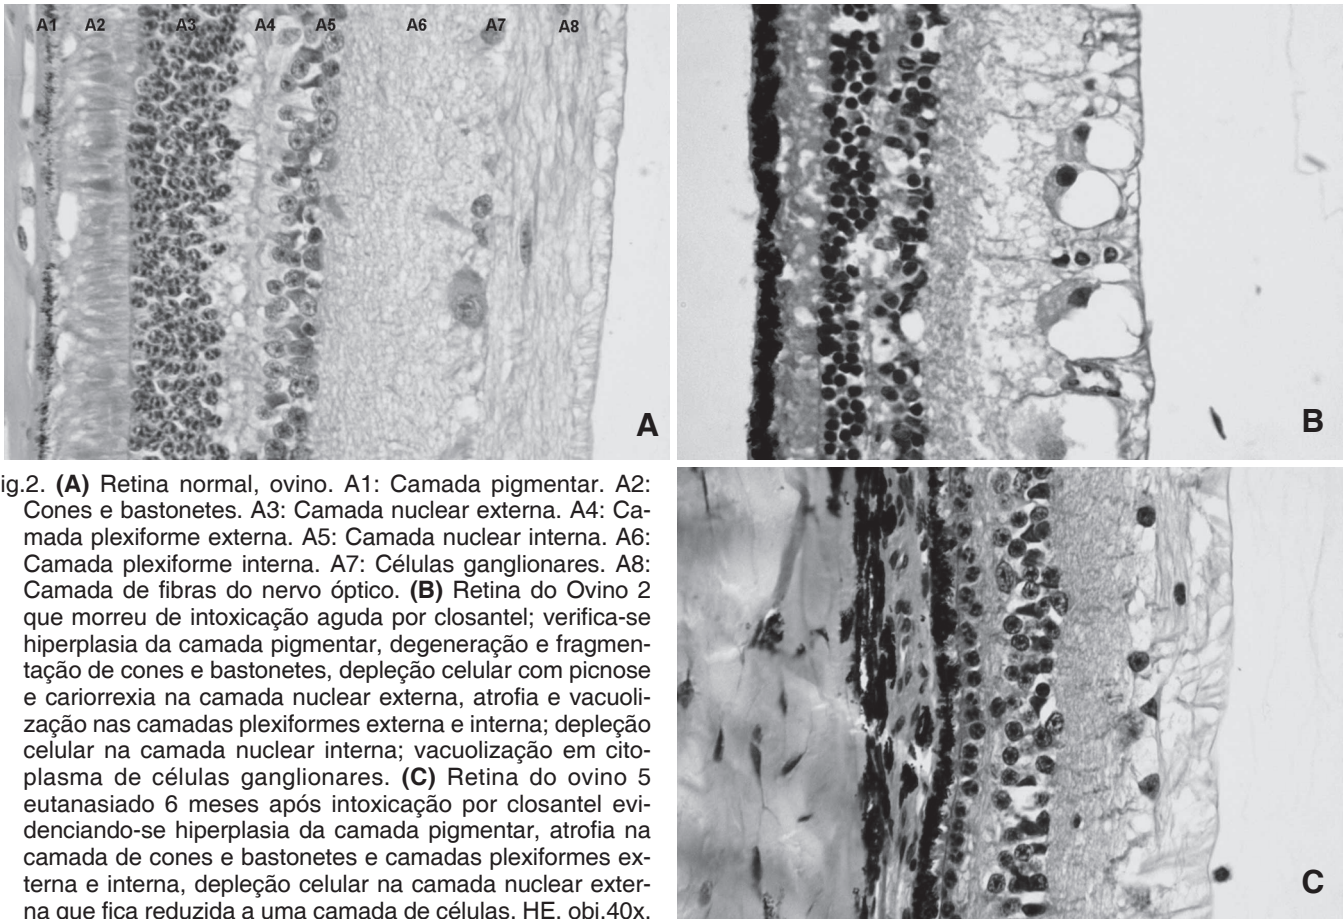 A1 A2 A3 A4 A5 A6 A7 A8
A
B
ig.2. (A) Retina normal, ovino. A1: Camada pigmentar. A2:
Cones e bastonetes. A3: Camada nuclear externa. A4: Ca-
mada plexiforme externa. A5: Camada nuclear interna. A6:
Camada plexiforme interna. A7: Células ganglionares. A8:
Camada de fibras do nervo óptico. (B) Retina do Ovino 2
que morreu de intoxicação aguda por closantel; verifica-se
hiperplasia da camada pigmentar, degeneração e fragmen-
tação de cones e bastonetes, depleção celular com picnose
e cariorrexia na camada nuclear externa, atrofia e vacuoli-
zação nas camadas plexiformes externa e interna; depleção
celular na camada nuclear interna; vacuolização em cito-
plasma de células ganglionares. (C) Retina do ovino 5
eutanasiado 6 meses após intoxicação por closantel evi-
denciando-se hiperplasia da camada pigmentar, atrofia na
camada de cones e bastonetes e camadas plexiformes ex-
terna e interna, depleção celular na camada nuclear exter-
na que fica reduzida a uma camada de células. HE, obj.40x.
C